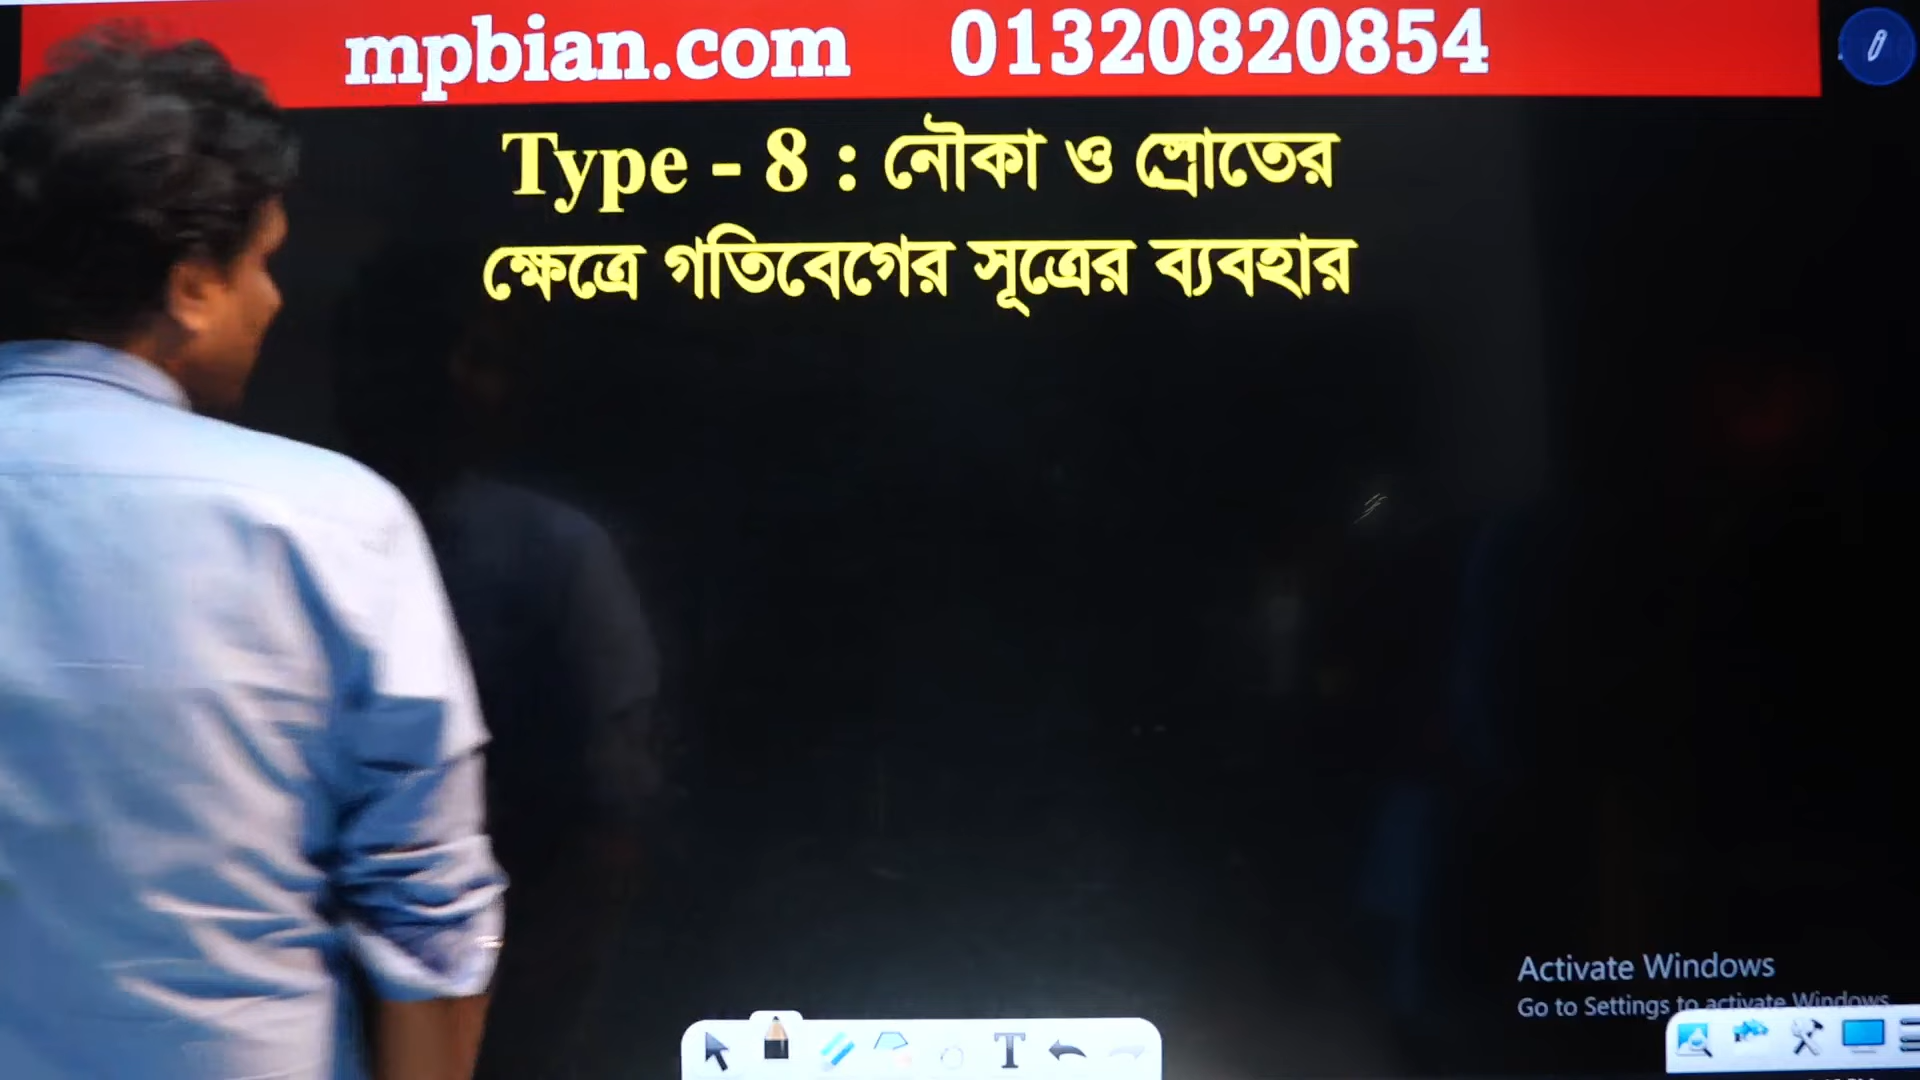 mpbian.com 01320820854
Type - 8 : নৌকা ও স্রোতের
ক্ষেত্রে গতিবেগের সূত্রের ব্যবহার
Activate Windows
Go to Settings to activate Windows.
T